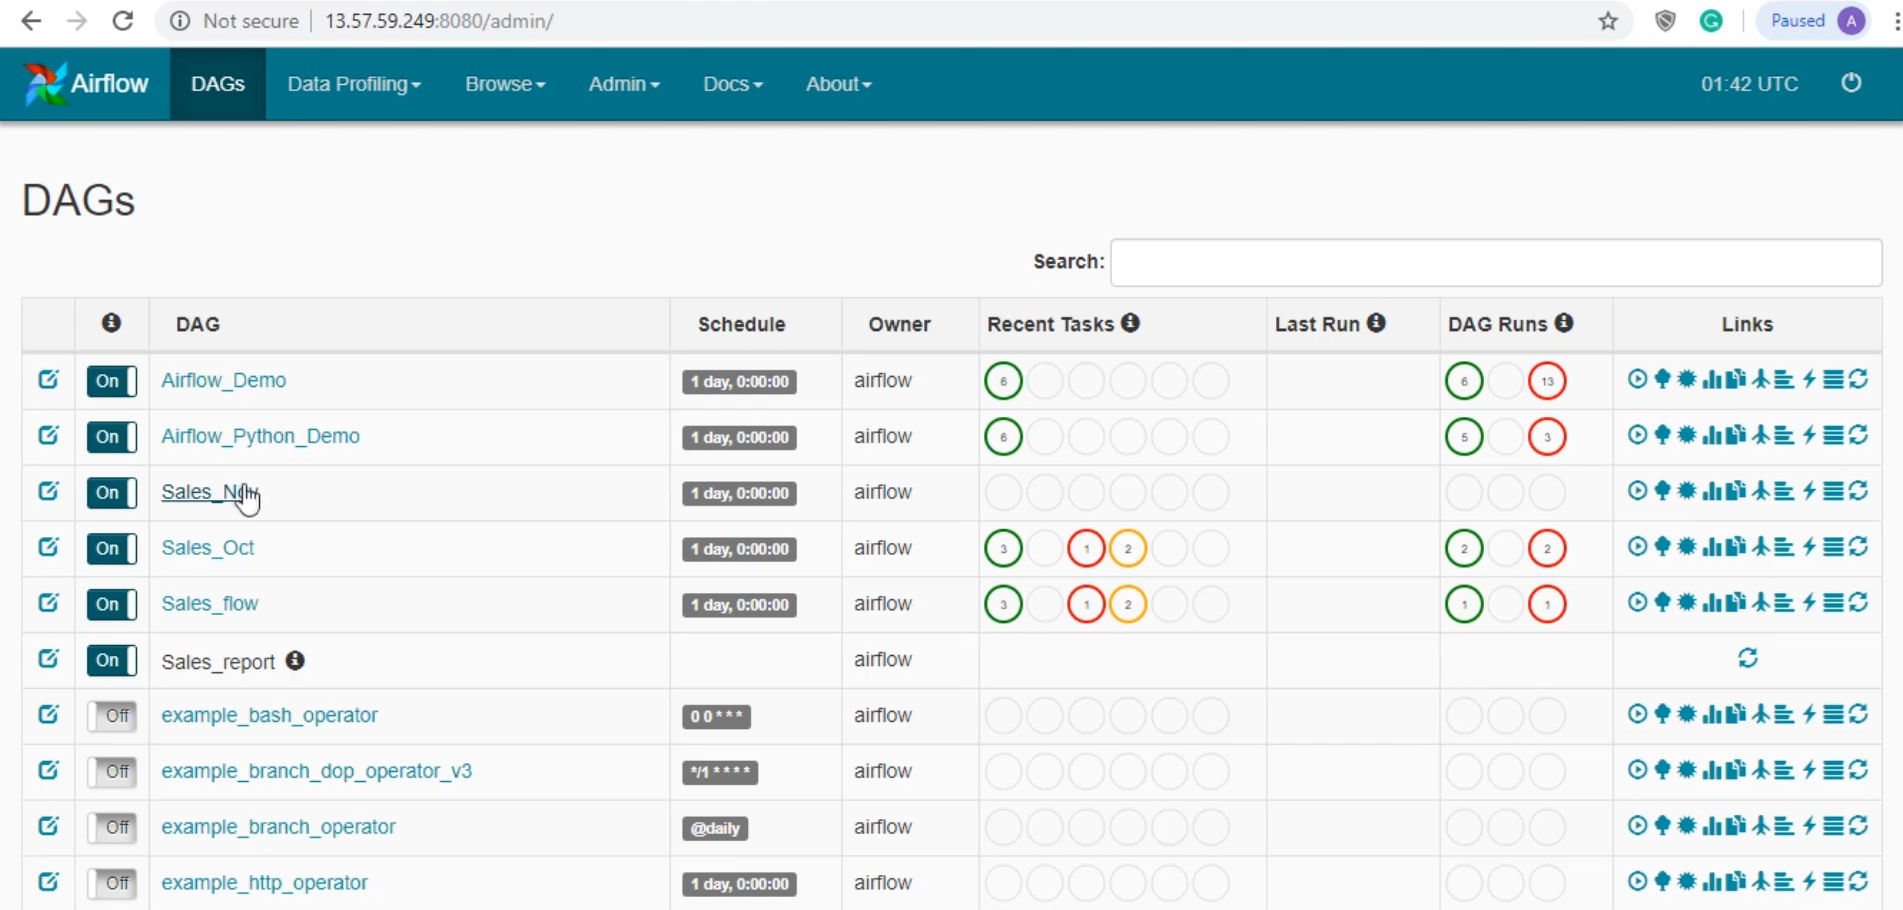 Not secure 13.57.59.249:8080/admin/ Paused A
Airflow DAGs Data Profiling Browse Admin Docs About 01:42 UTC
DAGs
Search:
DAG Schedule Owner Recent Tasks Last Run DAG Runs Links
On Airflow_Demo 1 day, 0:00:00 airflow 6 6 13
On Airflow_Python_Demo 1 day, 0:00:00 airflow 6 5 3
On 1 day, 0:00:00 airflow
On Sales_Oct 1 day, 0:00:00 airflow 3 1 2 2 2
On Sales_flow 1 day, 0:00:00 airflow 3 1 2 1 1
On Sales_report airflow
Off example_bash_operator 0 0 * * * airflow
Off example_branch_dop_operator_v3 */1 * * * * airflow
Off example_branch_operator @daily airflow
Off example_http_operator 1 day, 0:00:00 airflow